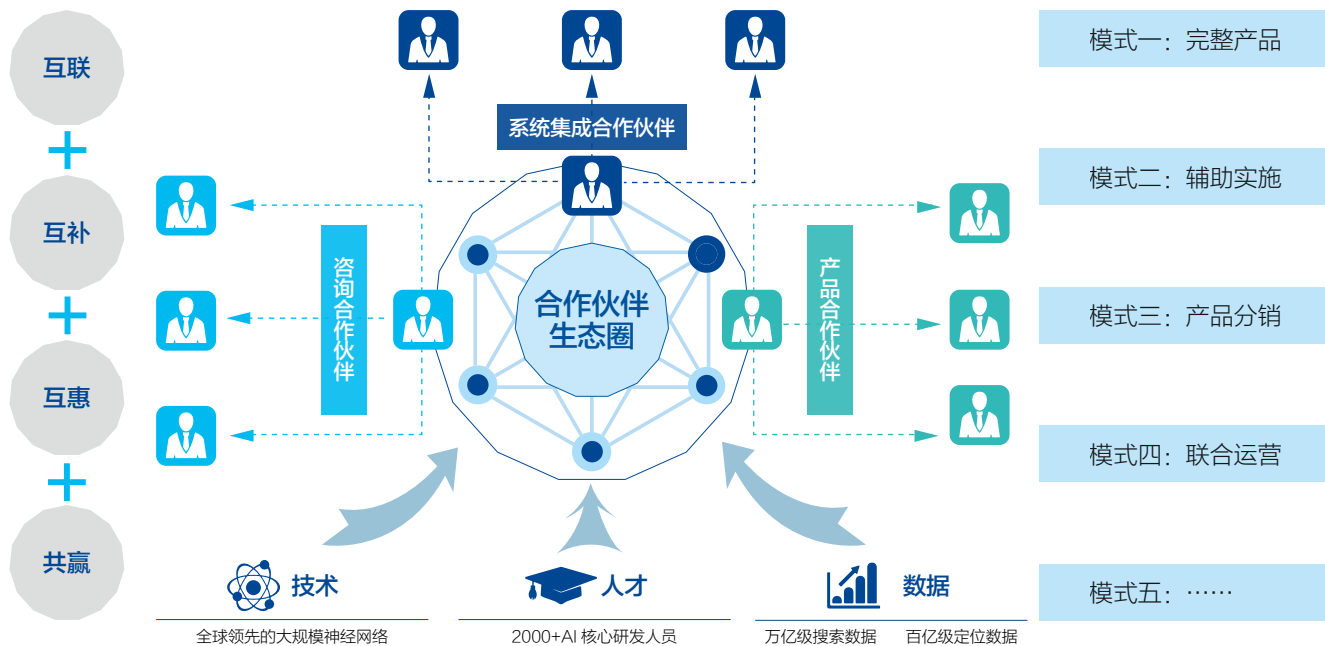 互联
+
互补
+
互惠
+
共赢
系统集成合作伙伴
咨询合作伙伴
合作伙伴
生态圈
产品合作伙伴
技术
全球领先的大规模神经网络
人才
2000+AI 核心研发人员
数据
万亿级搜索数据 百亿级定位数据
模式一：完整产品
模式二：辅助实施
模式三：产品分销
模式四：联合运营
模式五：……